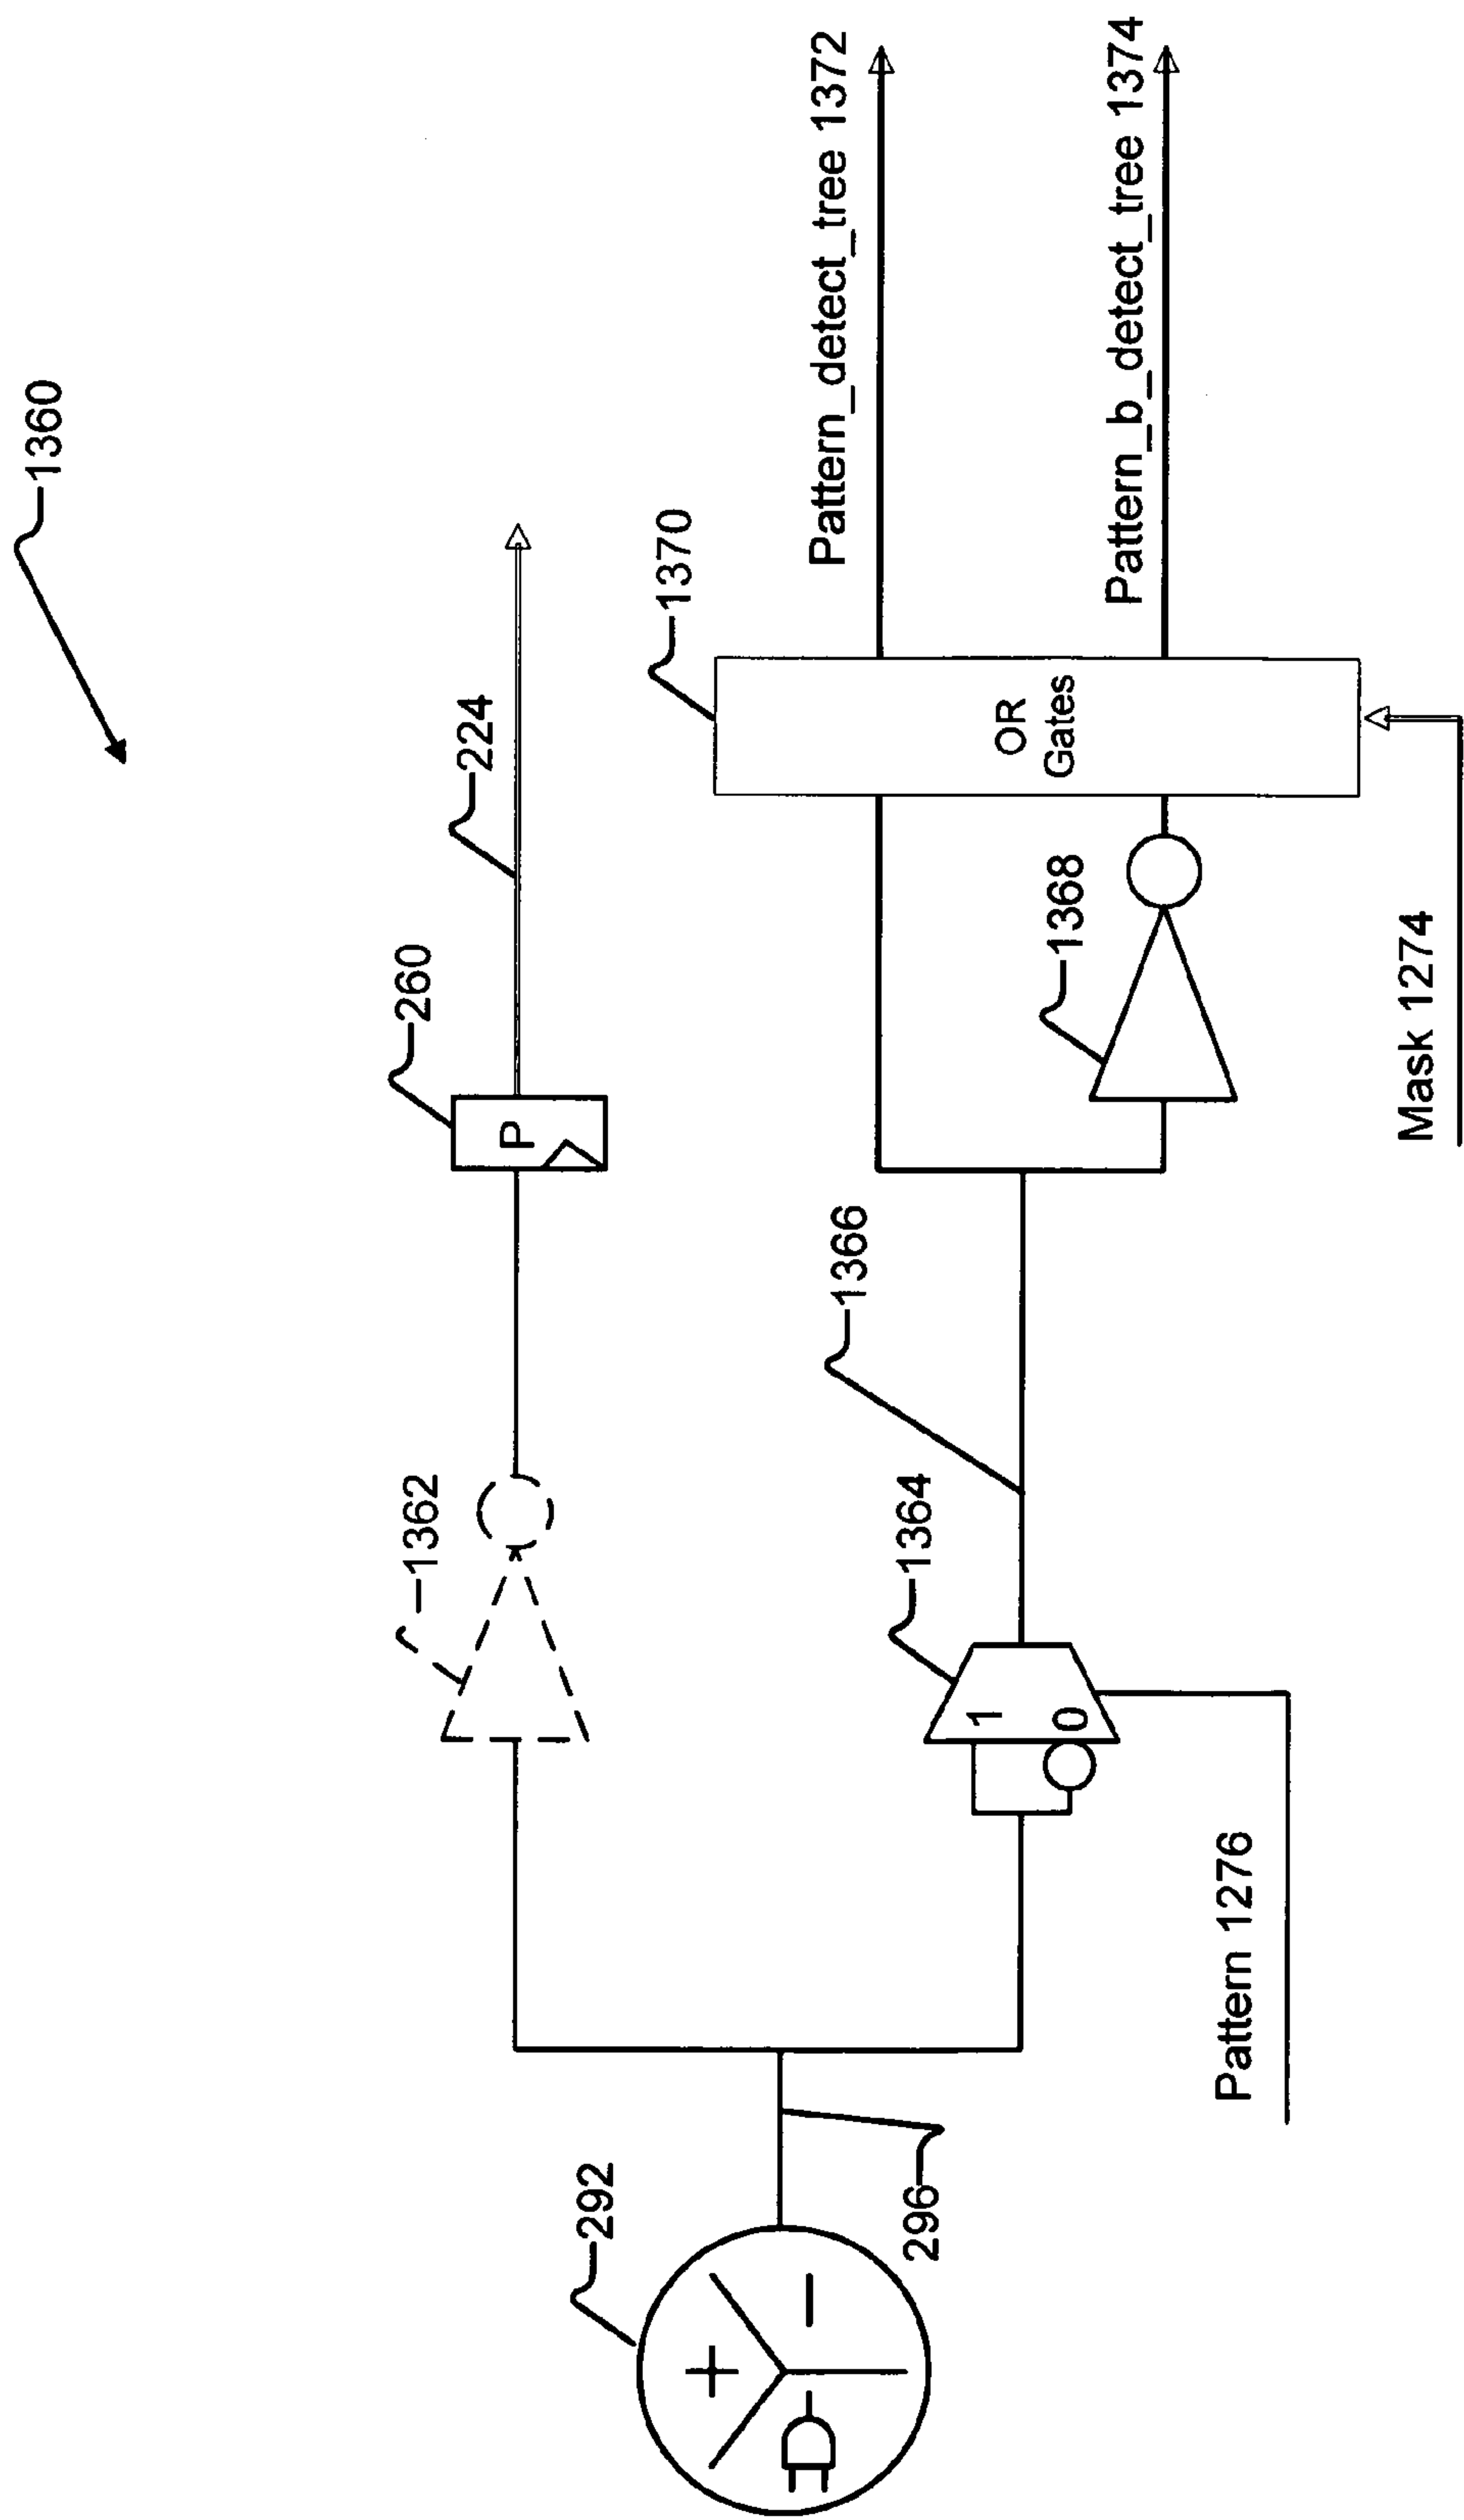 1360
224
260
1362
1370
Pattern_detect_tree 1372
Pattern_b_detect_tree 1374
OR
Gates
P
1368
1366
1364
1
0
Mask 1274
Pattern 1276
292
296
+
−